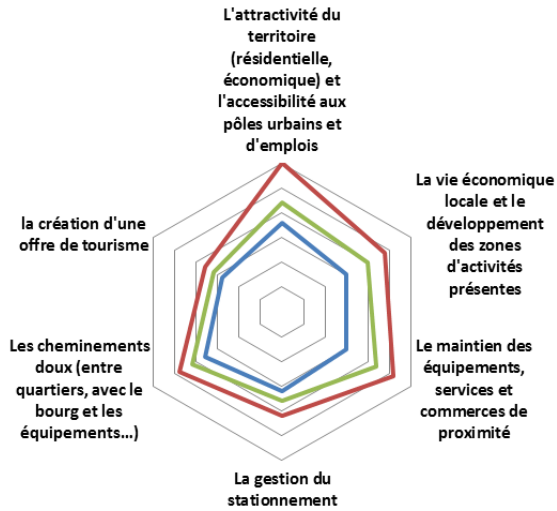 L'attractivité du
territoire
(résidentielle,
économique) et
l'accessibilité aux
pôles urbains et
d'emplois
La vie économique
locale et le
développement
des zones
d'activités
présentes
Le maintien des
équipements,
services et
commerces de
proximité
La gestion du
stationnement
Les cheminements
doux (entre
quartiers, avec le
bourg et les
équipements...)
la création d'une
offre de tourisme